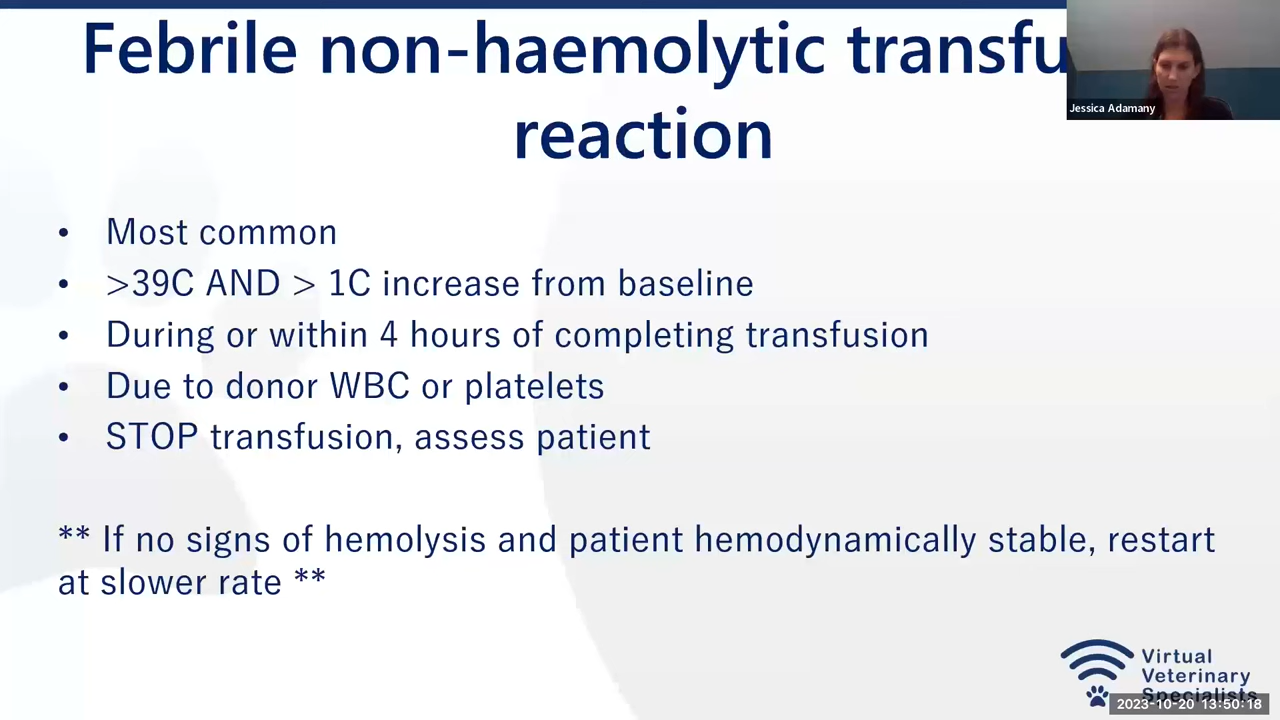 Febrile non-haemolytic transfu
reaction
Jessica Adamany
• Most common
• >39C AND > 1C increase from baseline
• During or within 4 hours of completing transfusion
• Due to donor WBC or platelets
• STOP transfusion, assess patient
** If no signs of hemolysis and patient hemodynamically stable, restart
at slower rate **
Virtual
Veterinary
Specialists
2023-10-20 13:50:18